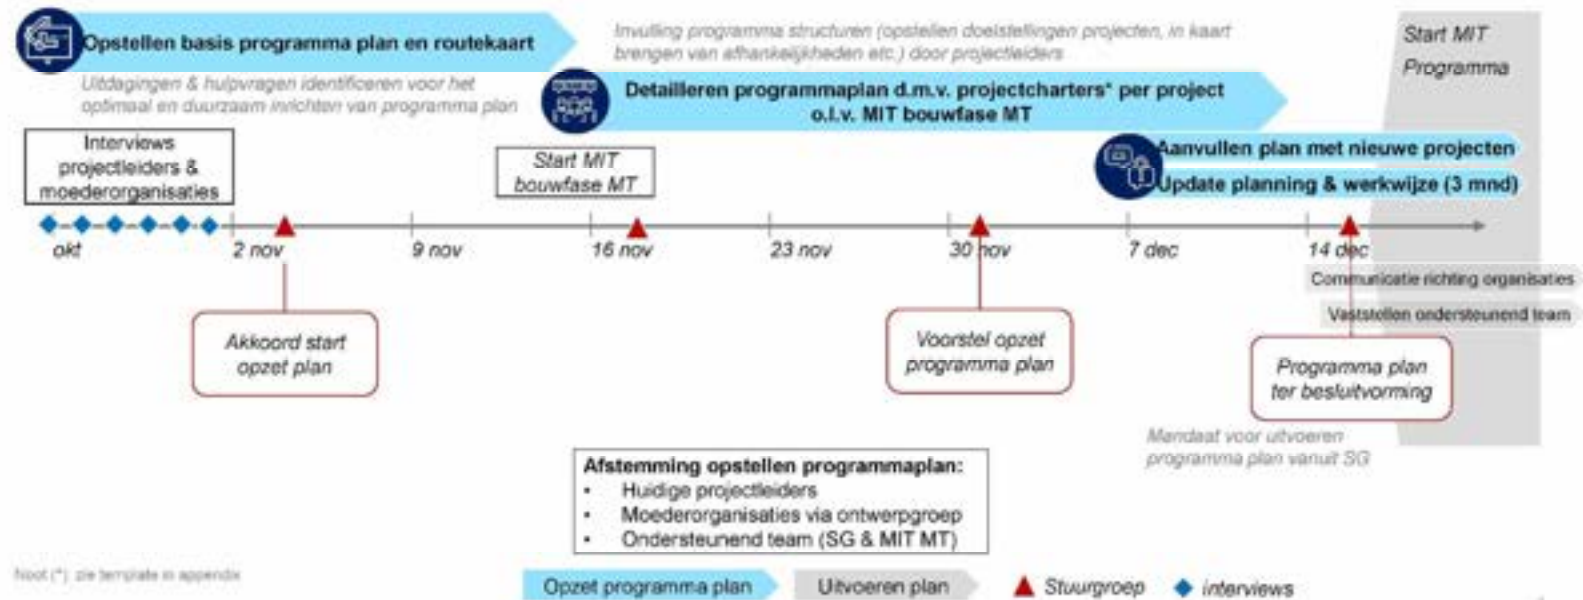 Opstellen basis programma plan en routekaart
Uitdagingen & hulpvragen identificeren voor het
optimaal en duurzaam inrichten van programma plan
Invulling programma structuren (opstellen doelstellingen projecten, in kaart
brengen van afhankelijkheden etc.) door projectleiders
Detailleren programmaplan d.m.v. projectcharters* per project
o.l.v. MIT bouwfase MT
Start MIT
Programma
Interviews
projectleiders &
moederorganisaties
Start MIT
bouwfase MT
Aanvullen plan met nieuwe projecten
Update planning & werkwijze (3 mnd)
okt
2 nov
9 nov
16 nov
23 nov
30 nov
7 dec
14 dec
Communicatie richting organisaties
Vaststellen ondersteunend team
Akkoord start
opzet plan
Voorstel opzet
programma plan
Programma plan
ter besluitvorming
Mandaat voor uitvoeren
programma plan vanuit SG
Afstemming opstellen programmaplan:
• Huidige projectleiders
• Moederorganisaties via ontwerpgroep
• Ondersteunend team (SG & MIT MT)
Noot (*): zie template in appendix
Opzet programma plan
Uitvoeren plan
Stuurgroep
interviews